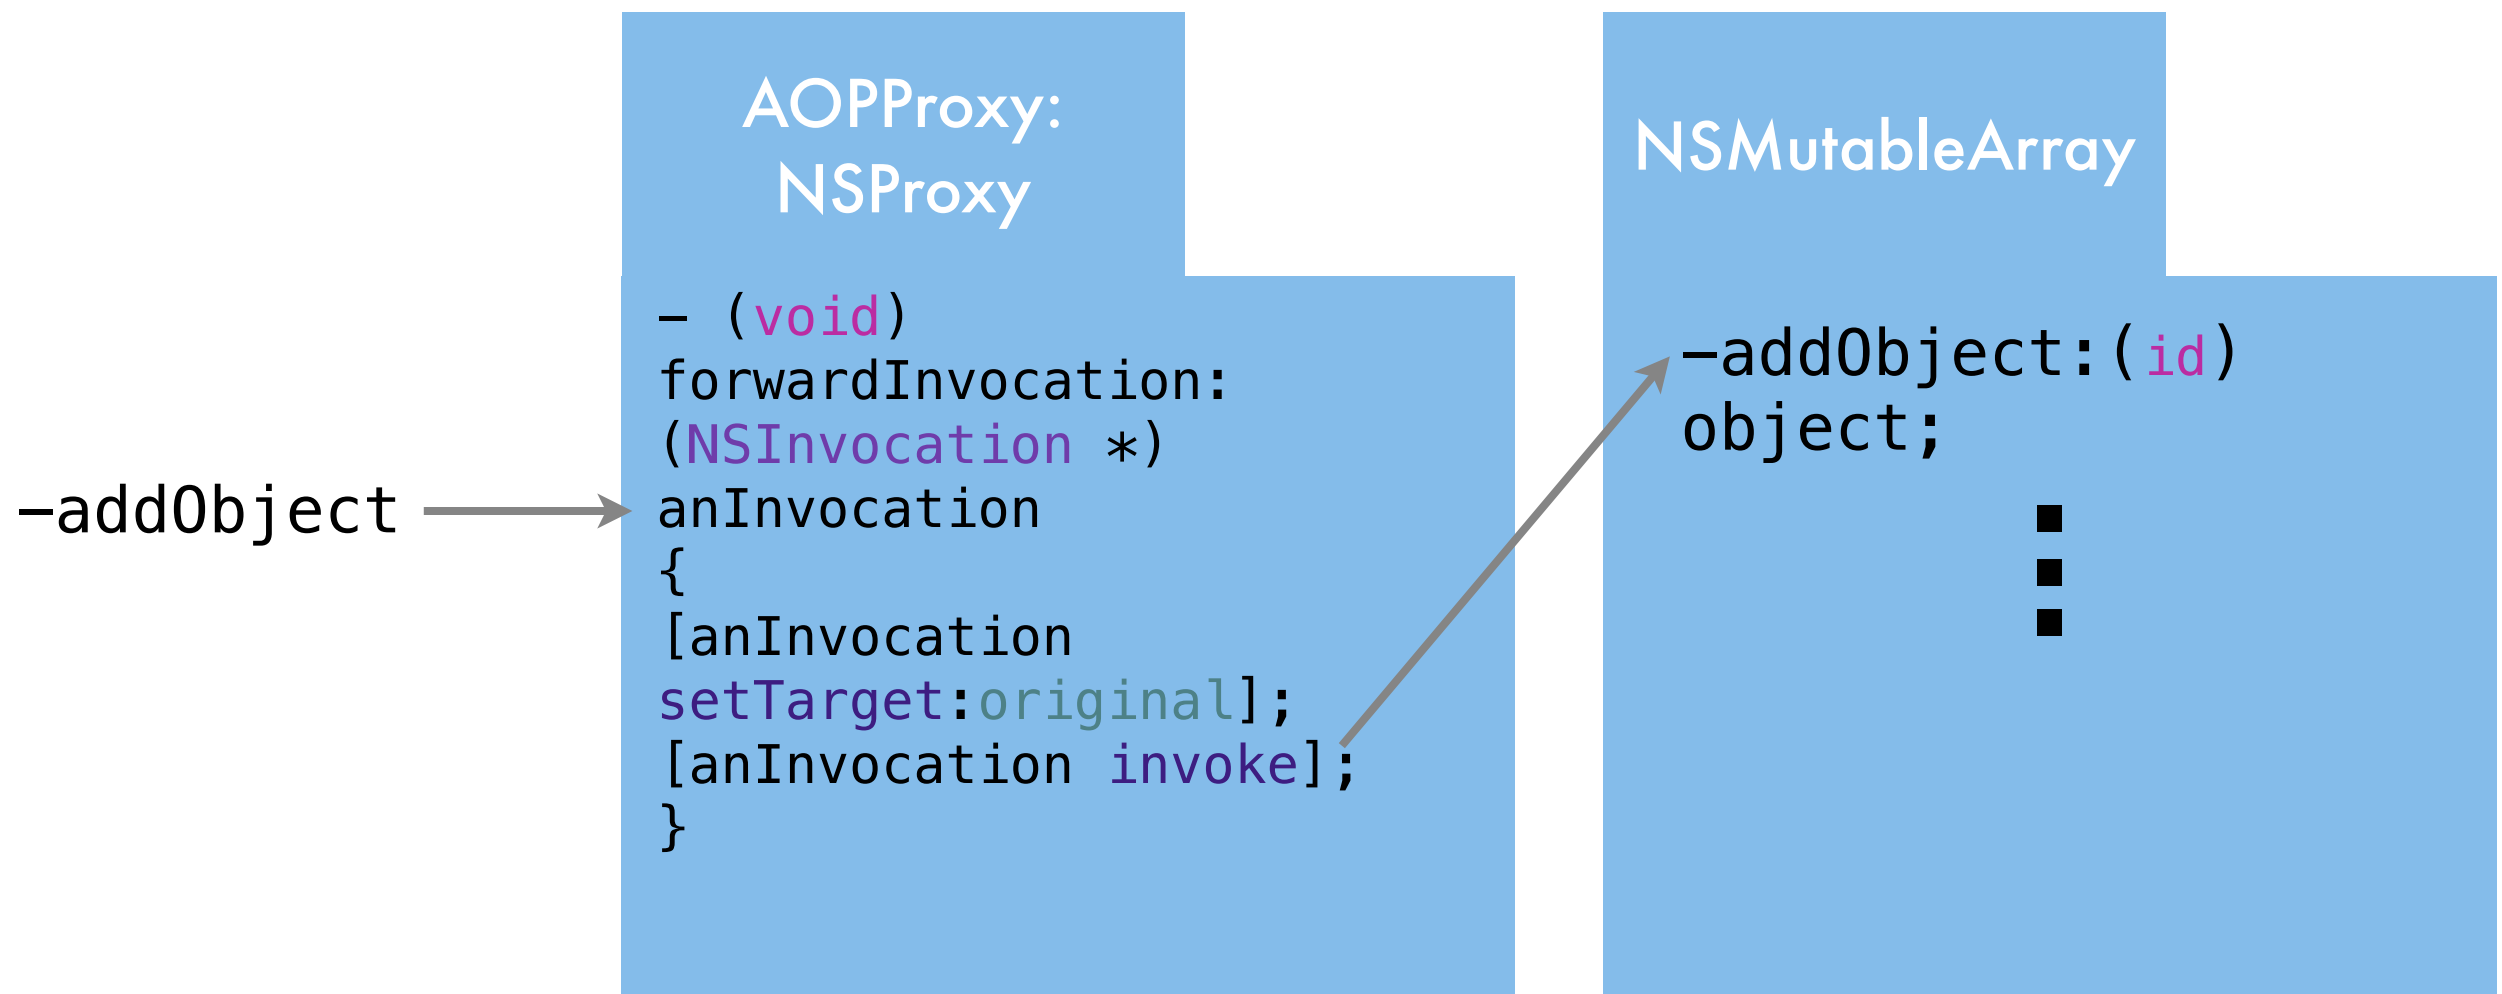 -addObject
AOPProxy:
NSProxy
- (void)
forwardInvocation:
(NSInvocation *)
anInvocation
{
[anInvocation
setTarget:original];
[anInvocation invoke];
}
NSMutableArray
-addObject:(id)
object;